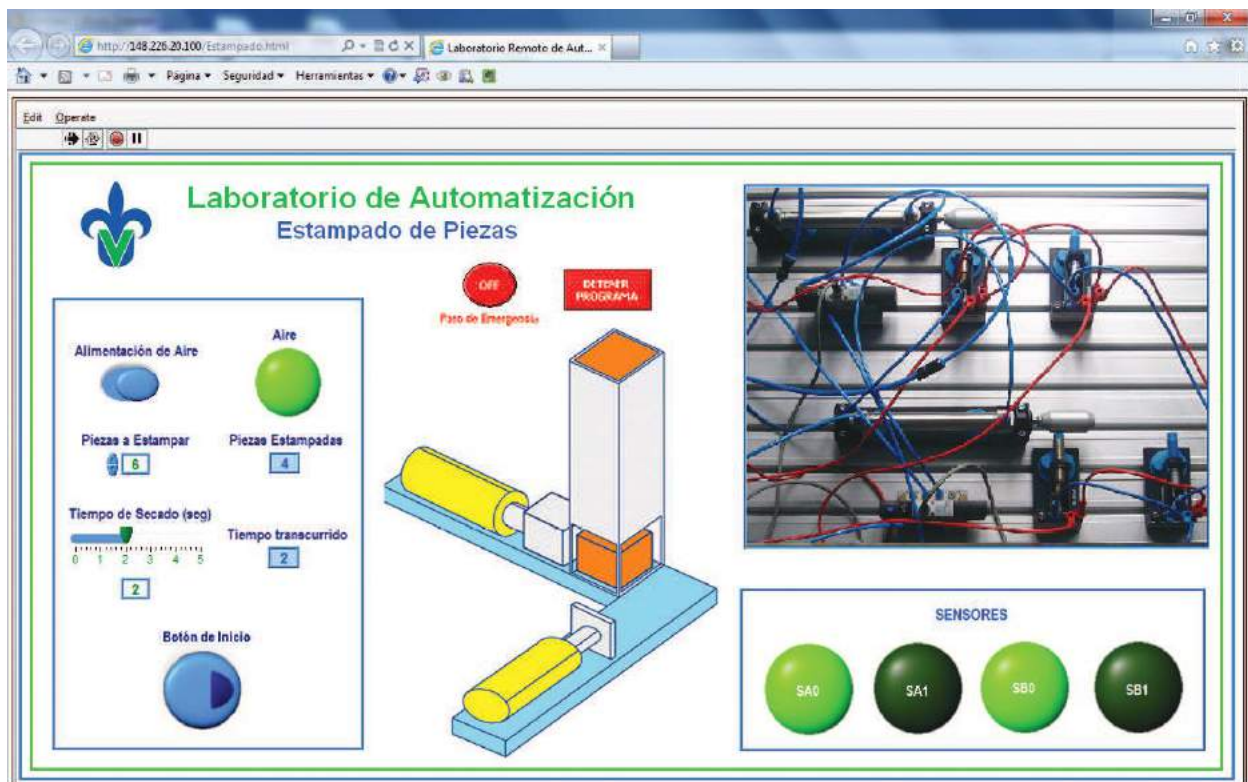 http://148.226.20.100/Estampado.html
Laboratorio Remoto de Aut...
Página
Seguridad
Herramientas
Edit Operate
Laboratorio de Automatización
Estampado de Piezas
OFF
DETENER
PROGRAMA
Paro de Emergencia
Alimentación de Aire
Aire
Piezas a Estampar
6
Piezas Estampadas
4
Tiempo de Secado (seg)
0 1 2 3 4 5
2
Tiempo transcurrido
2
Botón de Inicio
SENSORES
SA0 SA1 SB0 SB1